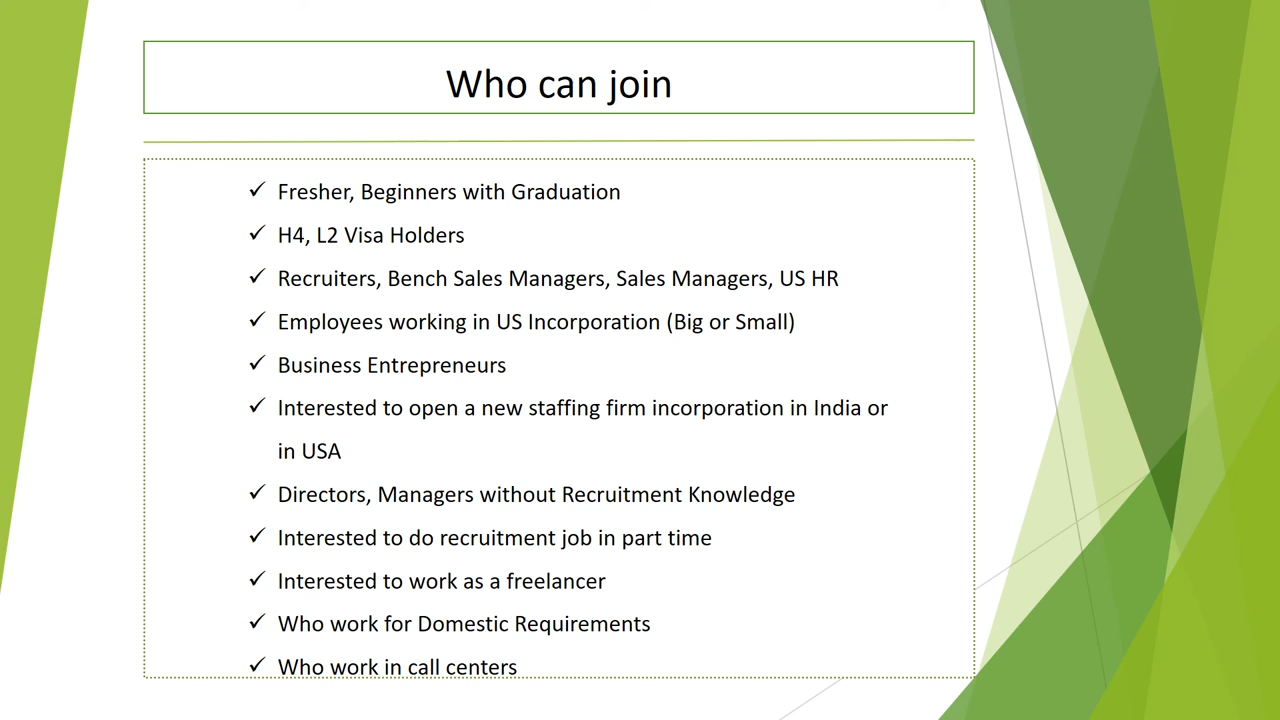 Who can join
✓ Fresher, Beginners with Graduation
✓ H4, L2 Visa Holders
✓ Recruiters, Bench Sales Managers, Sales Managers, US HR
✓ Employees working in US Incorporation (Big or Small)
✓ Business Entrepreneurs
✓ Interested to open a new staffing firm incorporation in India or
in USA
✓ Directors, Managers without Recruitment Knowledge
✓ Interested to do recruitment job in part time
✓ Interested to work as a freelancer
✓ Who work for Domestic Requirements
✓ Who work in call centers